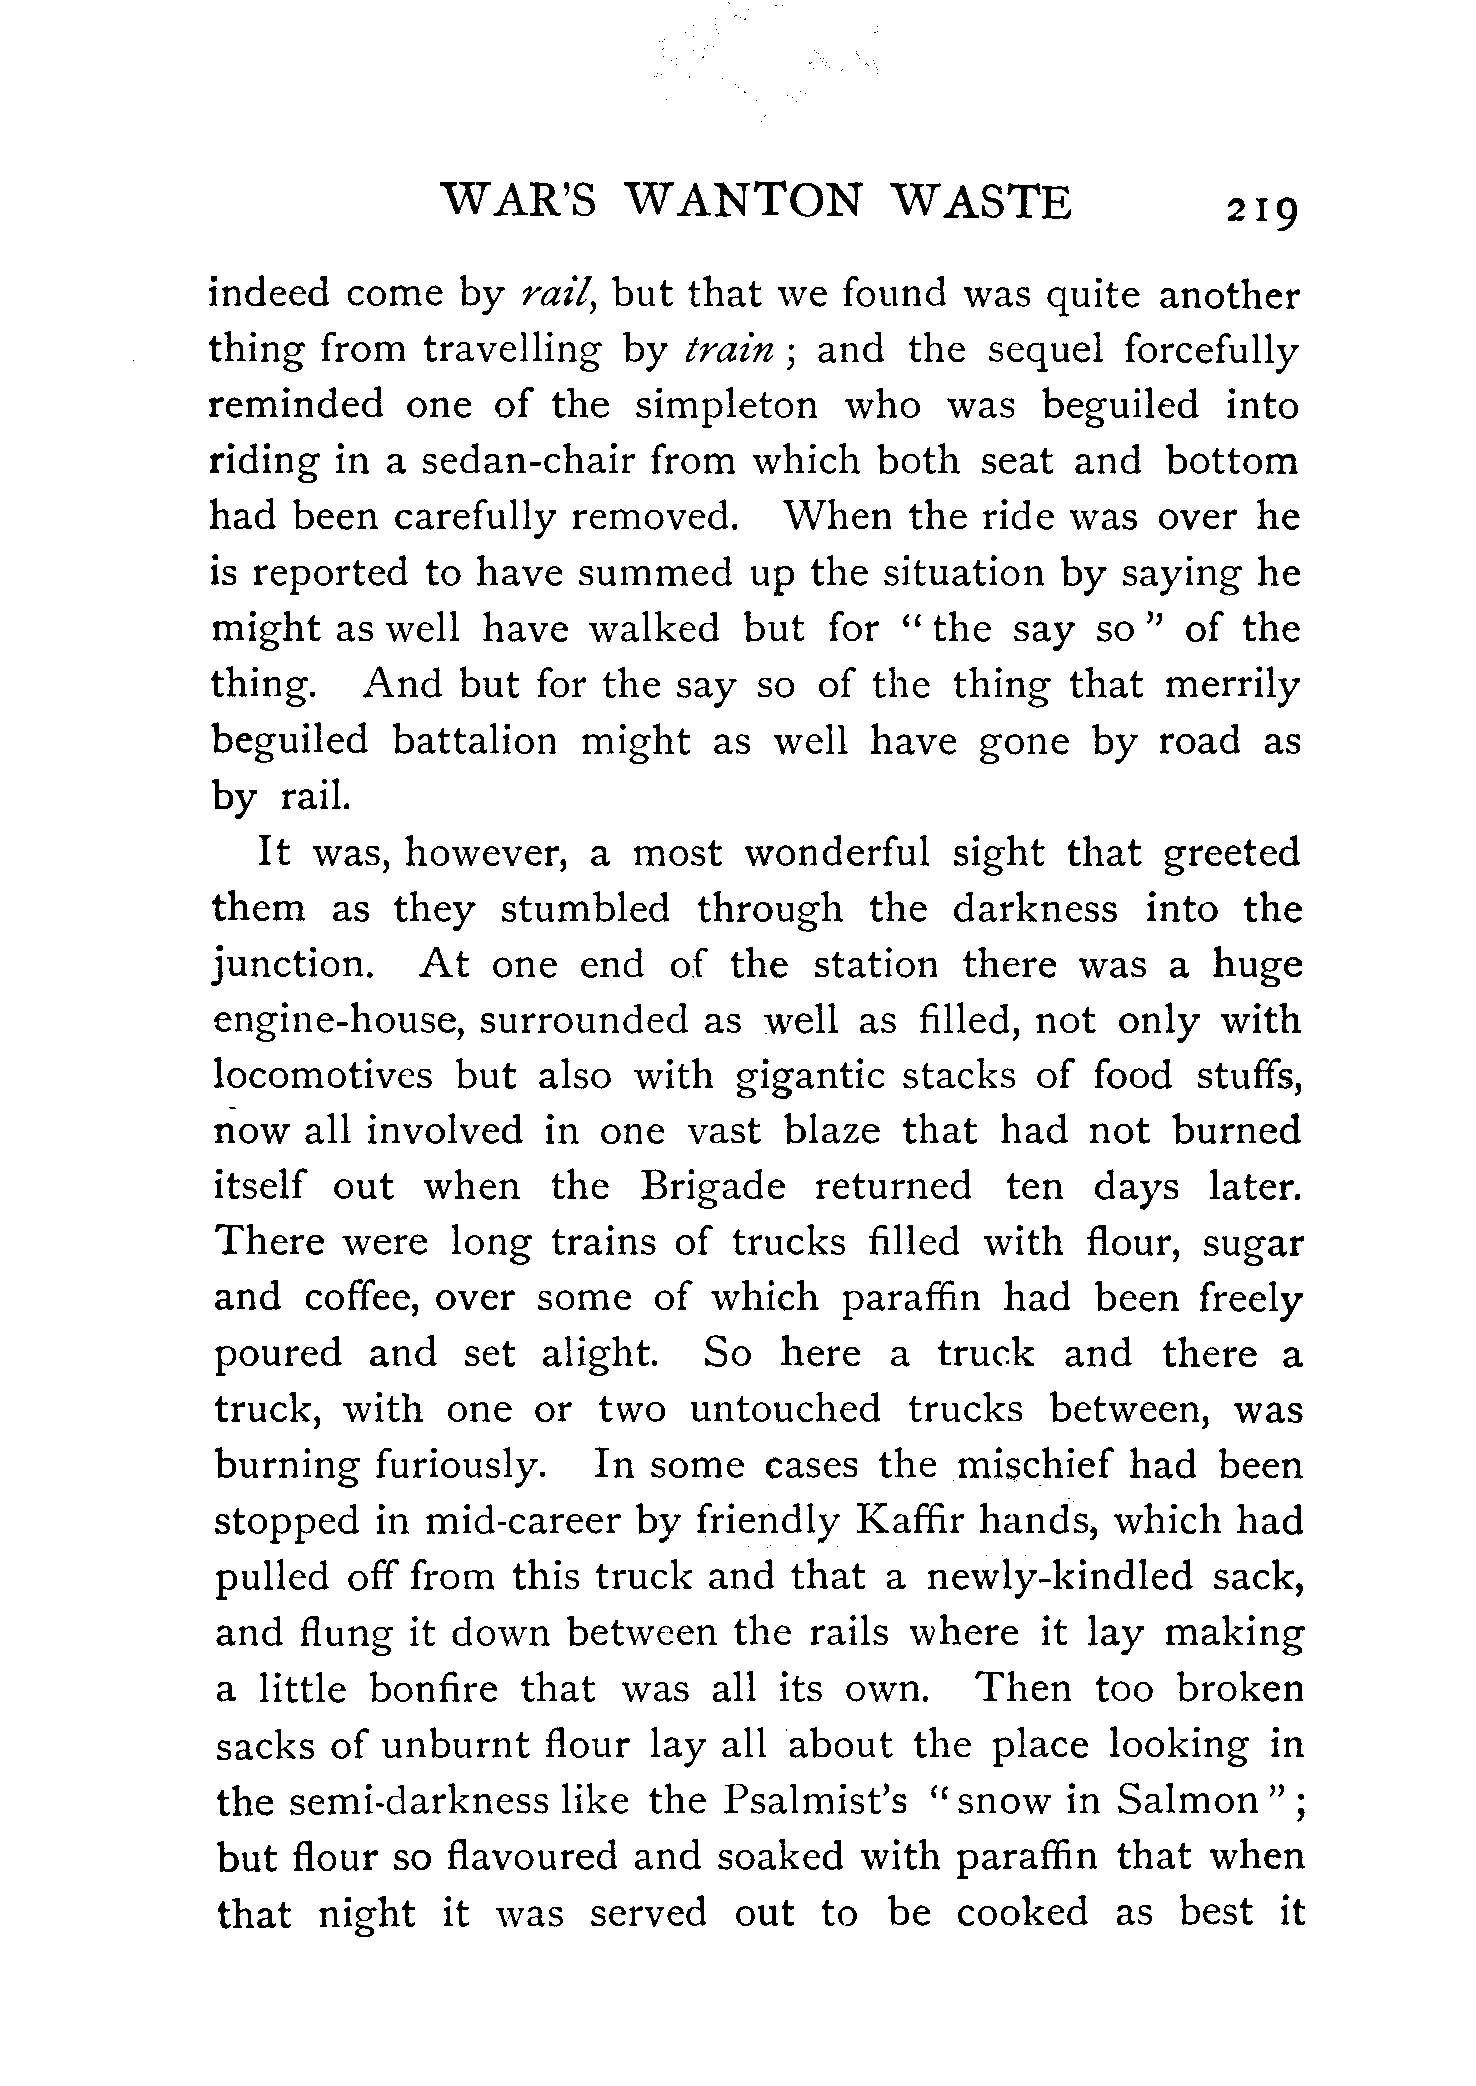 WAR'S WANTON WASTE 219
indeed come by rail, but that we found was quite another
thing from travelling by train ; and the sequel forcefully
reminded one of the simpleton who was beguiled into
riding in a sedan-chair from which both seat and bottom
had been carefully removed. When the ride was over he
is reported to have summed up the situation by saying he
might as well have walked but for " the say so " of the
thing. And but for the say so of the thing that merrily
beguiled battalion might as well have gone by road as
by rail.
It was, however, a most wonderful sight that greeted
them as they stumbled through the darkness into the
junction. At one end of the station there was a huge
engine-house, surrounded as well as filled, not only with
locomotives but also with gigantic stacks of food stuffs,
now all involved in one vast blaze that had not burned
itself out when the Brigade returned ten days later.
There were long trains of trucks filled with flour, sugar
and coffee, over some of which paraffin had been freely
poured and set alight. So here a truck and there a
truck, with one or two untouched trucks between, was
burning furiously. In some cases the mischief had been
stopped in mid-career by friendly Kaffir hands, which had
pulled off from this truck and that a newly-kindled sack,
and flung it down between the rails where it lay making
a little bonfire that was all its own. Then too broken
sacks of unburnt flour lay all about the place looking in
the semi-darkness like the Psalmist's " snow in Salmon " ;
but flour so flavoured and soaked with paraffin that when
that night it was served out to be cooked as best it